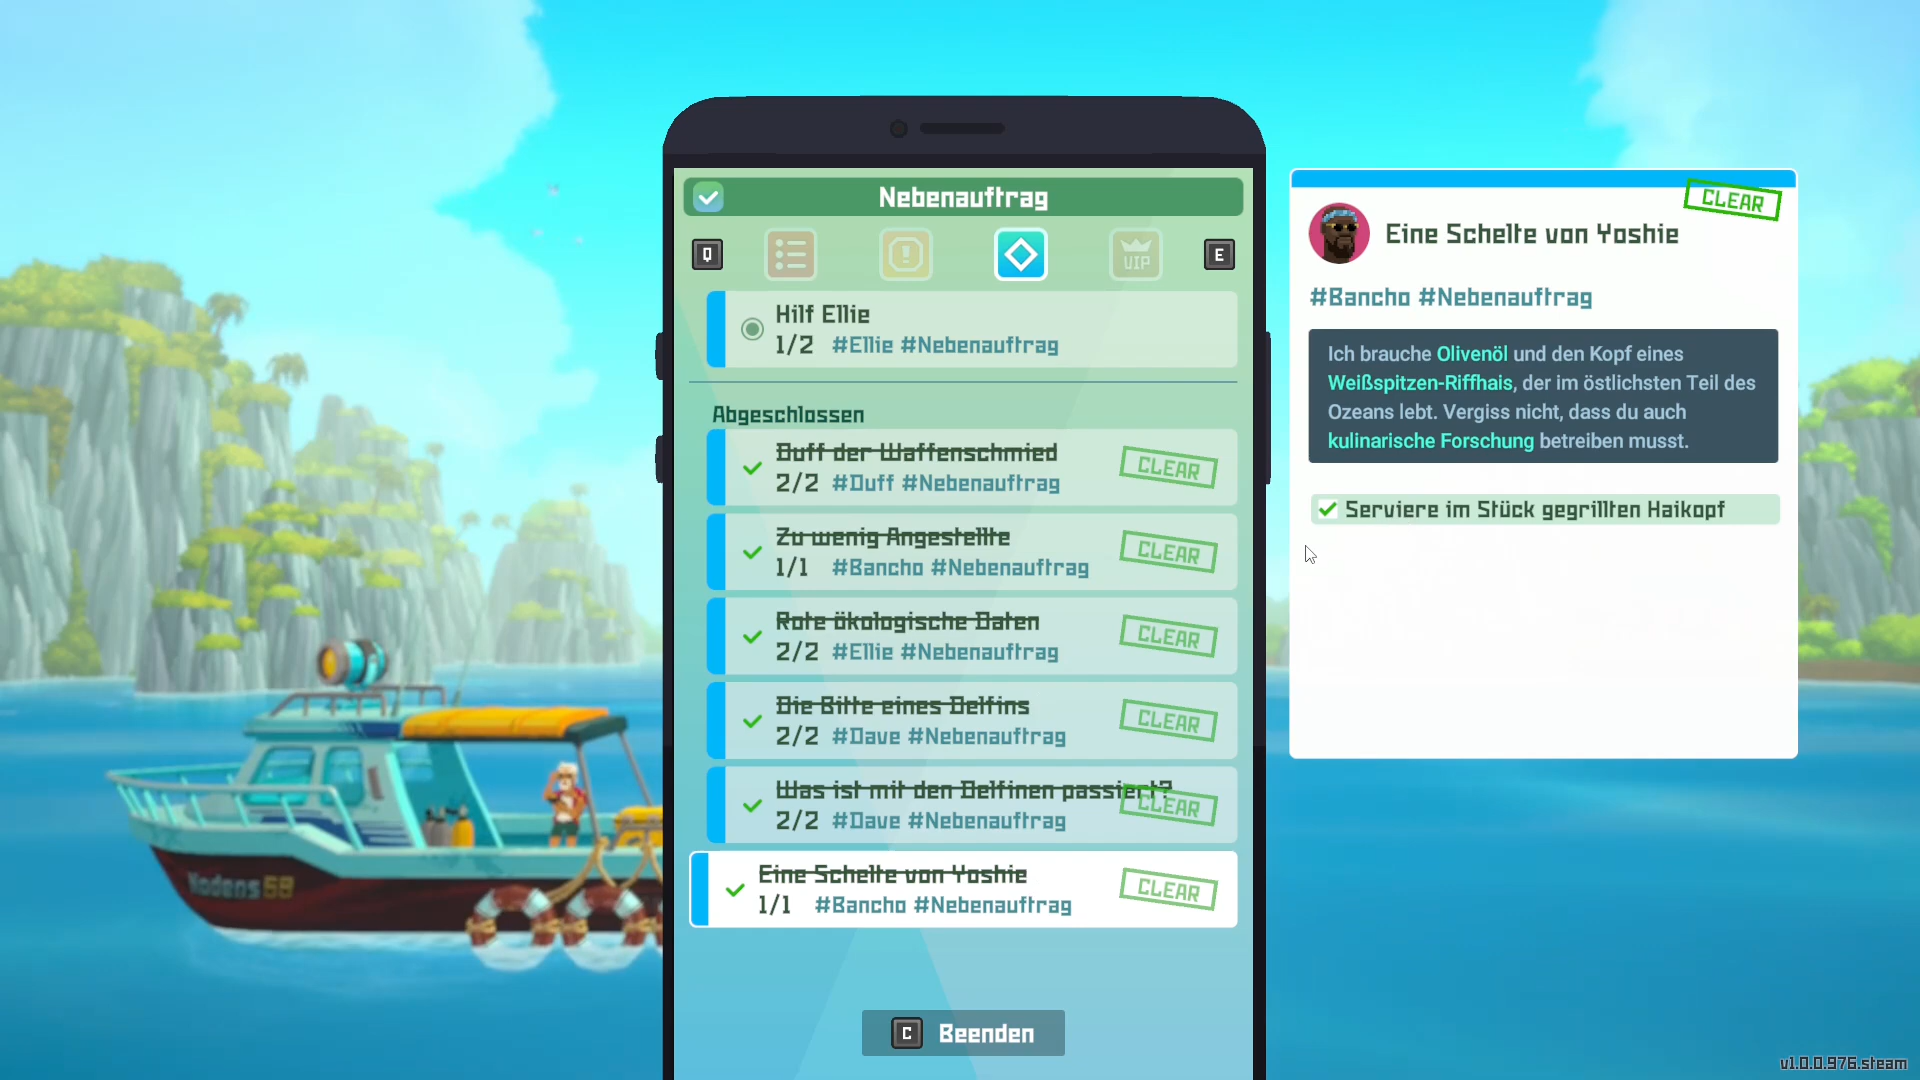 Nebenauftrag
Q
VIP
E
Hilf Ellie
1/2 #Ellie #Nebenauftrag
Abgeschlossen
Duff der Waffenschmied
2/2 #Duff #Nebenauftrag
CLEAR
Zu wenig Angestellte
1/1 #Bancho #Nebenauftrag
CLEAR
Rote ökologische Daten
2/2 #Ellie #Nebenauftrag
CLEAR
Die Bitte eines Delfins
2/2 #Dave #Nebenauftrag
CLEAR
Was ist mit den Delfinen passiert?
2/2 #Dave #Nebenauftrag
CLEAR
Eine Schelte von Yoshie
1/1 #Bancho #Nebenauftrag
CLEAR
C Beenden
CLEAR
Eine Schelte von Yoshie
#Bancho #Nebenauftrag
Ich brauche Olivenöl und den Kopf eines
Weißspitzen-Riffhais, der im östlichsten Teil des
Ozeans lebt. Vergiss nicht, dass du auch
kulinarische Forschung betreiben musst.
Serviere im Stück gegrillten Haikopf
Nodens 69
v1.0.0.976.steam